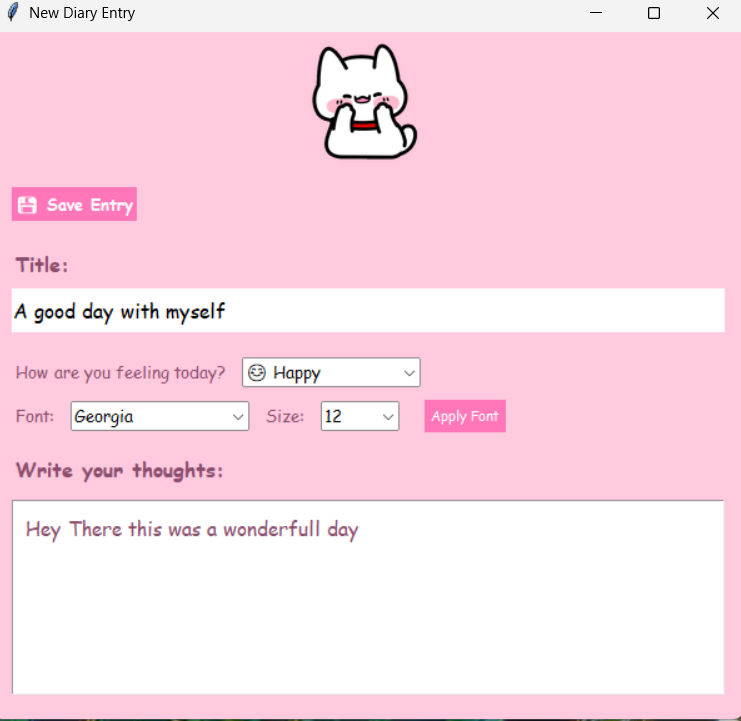 New Diary Entry
Save Entry
Title:
A good day with myself
How are you feeling today? 😊 Happy
Font: Georgia Size: 12 Apply Font
Write your thoughts:
Hey There this was a wonderfull day